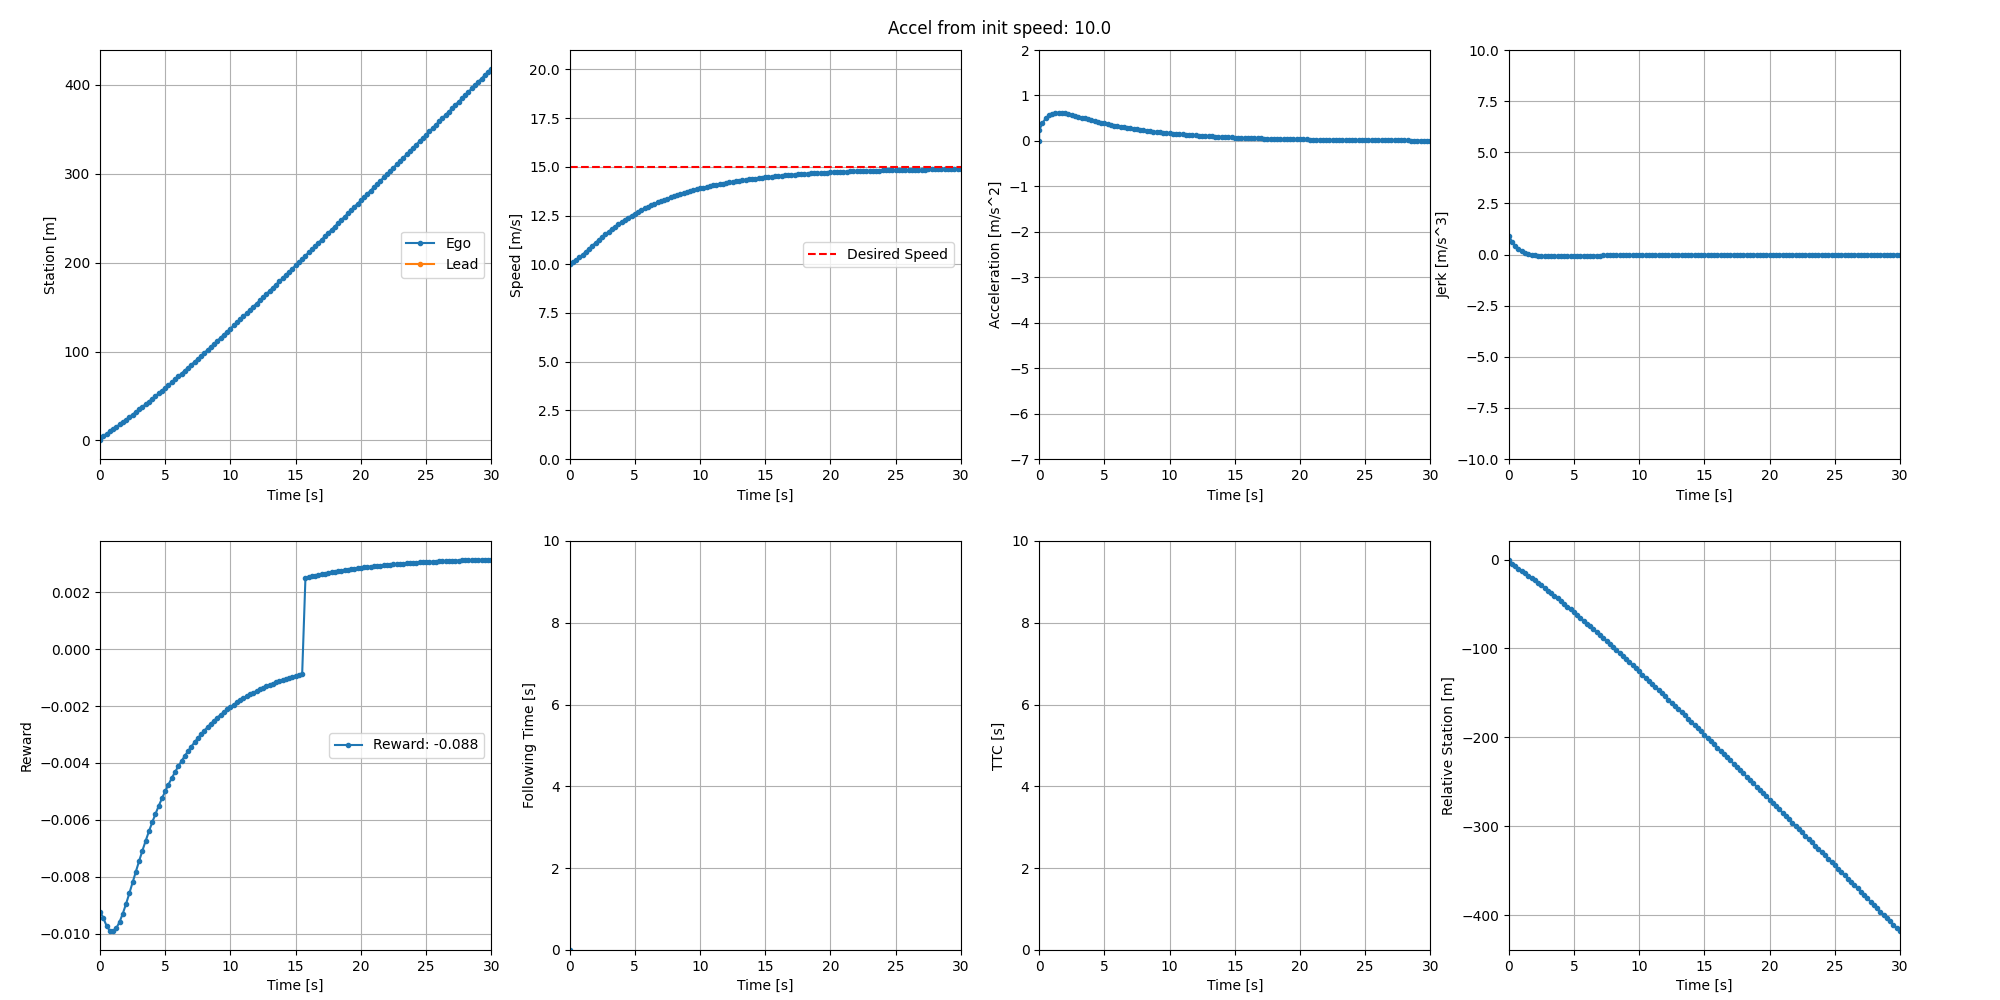 Accel from init speed: 10.0
Station [m]
400
300
200
100
0
Ego
Lead
0 5 10 15 20 25 30
Time [s]
Speed [m/s]
20.0
17.5
15.0
12.5
10.0
7.5
5.0
2.5
0.0
Desired Speed
0 5 10 15 20 25 30
Time [s]
Acceleration [m/s^2]
2
1
0
−1
−2
−3
−4
−5
−6
−7
0 5 10 15 20 25 30
Time [s]
Jerk [m/s^3]
10.0
7.5
5.0
2.5
0.0
−2.5
−5.0
−7.5
−10.0
0 5 10 15 20 25 30
Time [s]
Reward
0.002
0.000
−0.002
−0.004
−0.006
−0.008
−0.010
Reward: -0.088
0 5 10 15 20 25 30
Time [s]
Following Time [s]
10
8
6
4
2
0
0 5 10 15 20 25 30
Time [s]
TTC [s]
10
8
6
4
2
0
0 5 10 15 20 25 30
Time [s]
Relative Station [m]
0
−100
−200
−300
−400
0 5 10 15 20 25 30
Time [s]